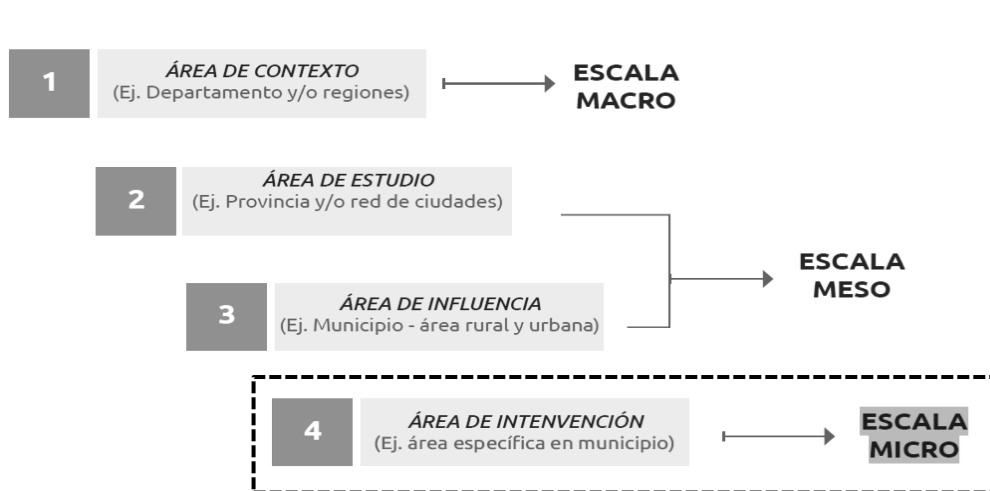 1
ÁREA DE CONTEXTO
(Ej. Departamento y/o regiones)
ESCALA
MACRO
2
ÁREA DE ESTUDIO
(Ej. Provincia y/o red de ciudades)
3
ÁREA DE INFLUENCIA
(Ej. Municipio - área rural y urbana)
ESCALA
MESO
4
ÁREA DE INTENVENCIÓN
(Ej. área específica en municipio)
ESCALA
MICRO